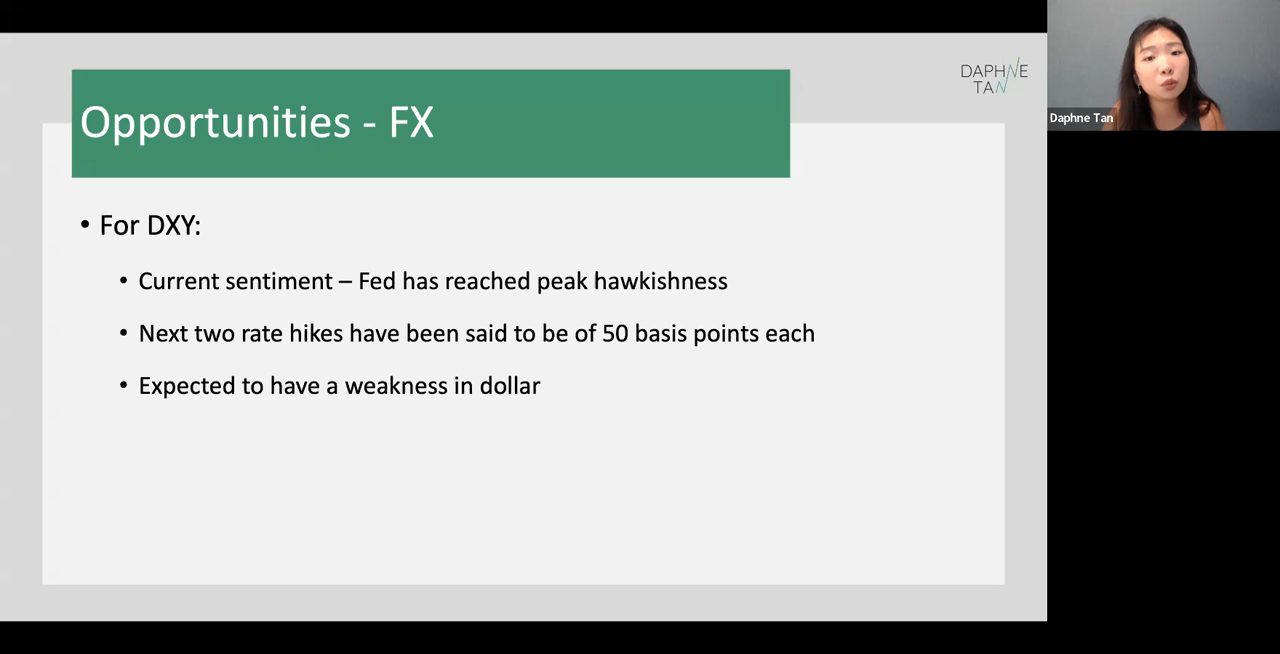 Opportunities - FX
DAPHNE
TAN
Daphne Tan
• For DXY:
• Current sentiment – Fed has reached peak hawkishness
• Next two rate hikes have been said to be of 50 basis points each
• Expected to have a weakness in dollar